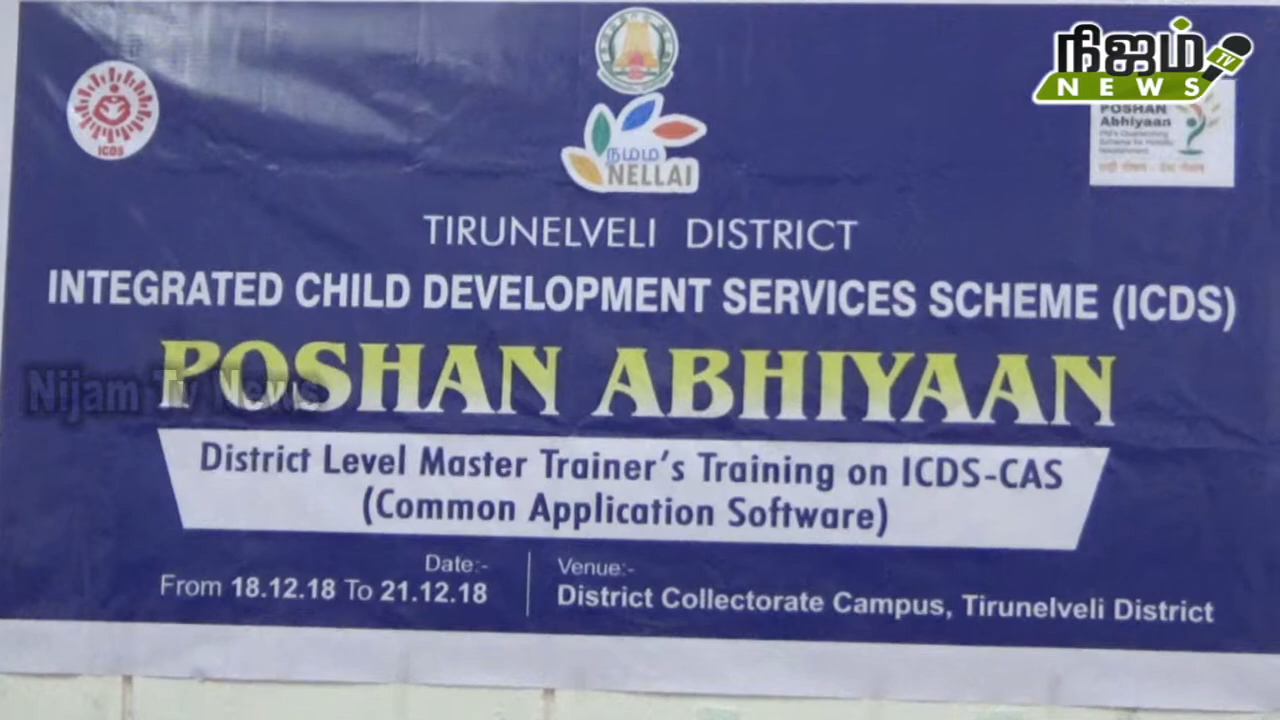 நிஜம்
TV
NEWS
ICDS
POSHAN
Abhiyaan
நமம
NELLAI
TIRUNELVELI DISTRICT
INTEGRATED CHILD DEVELOPMENT SERVICES SCHEME (ICDS)
POSHAN ABHIYAAN
Nijam Tv News
District Level Master Trainer's Training on ICDS-CAS
(Common Application Software)
Date:-
From 18.12.18 To 21.12.18
Venue:-
District Collectorate Campus, Tirunelveli District